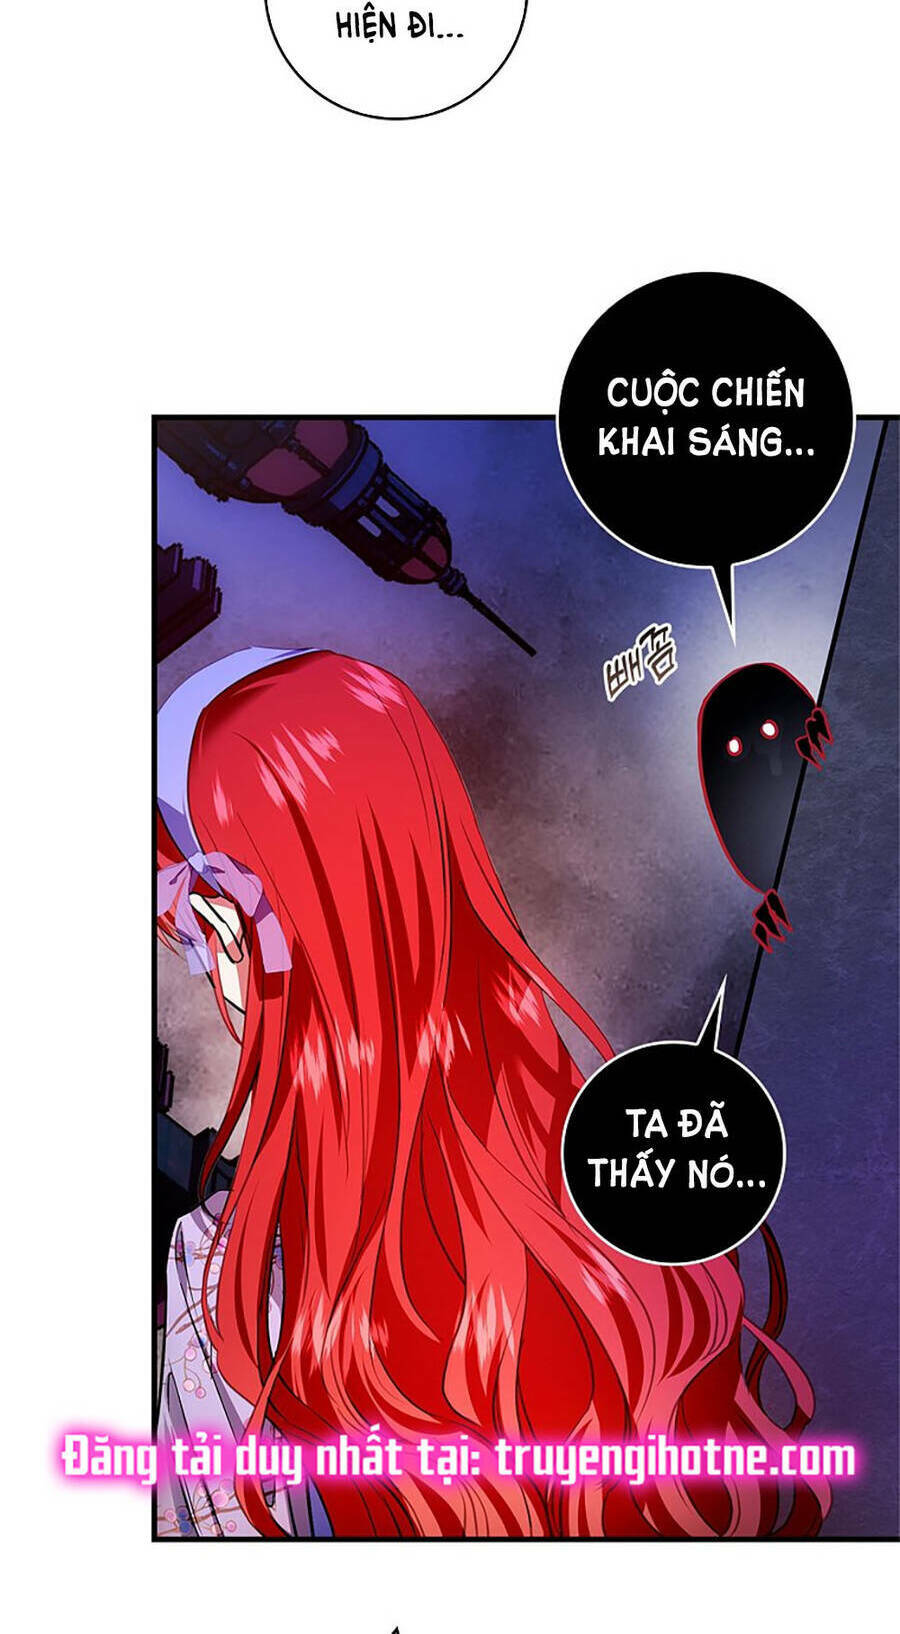 HIỆN ĐI...
CUỘC CHIẾN
KHAI SÁNG...
빼꼼
TA ĐÃ
THẤY NÓ...
Đăng tải duy nhất tại: truyengihotne.com